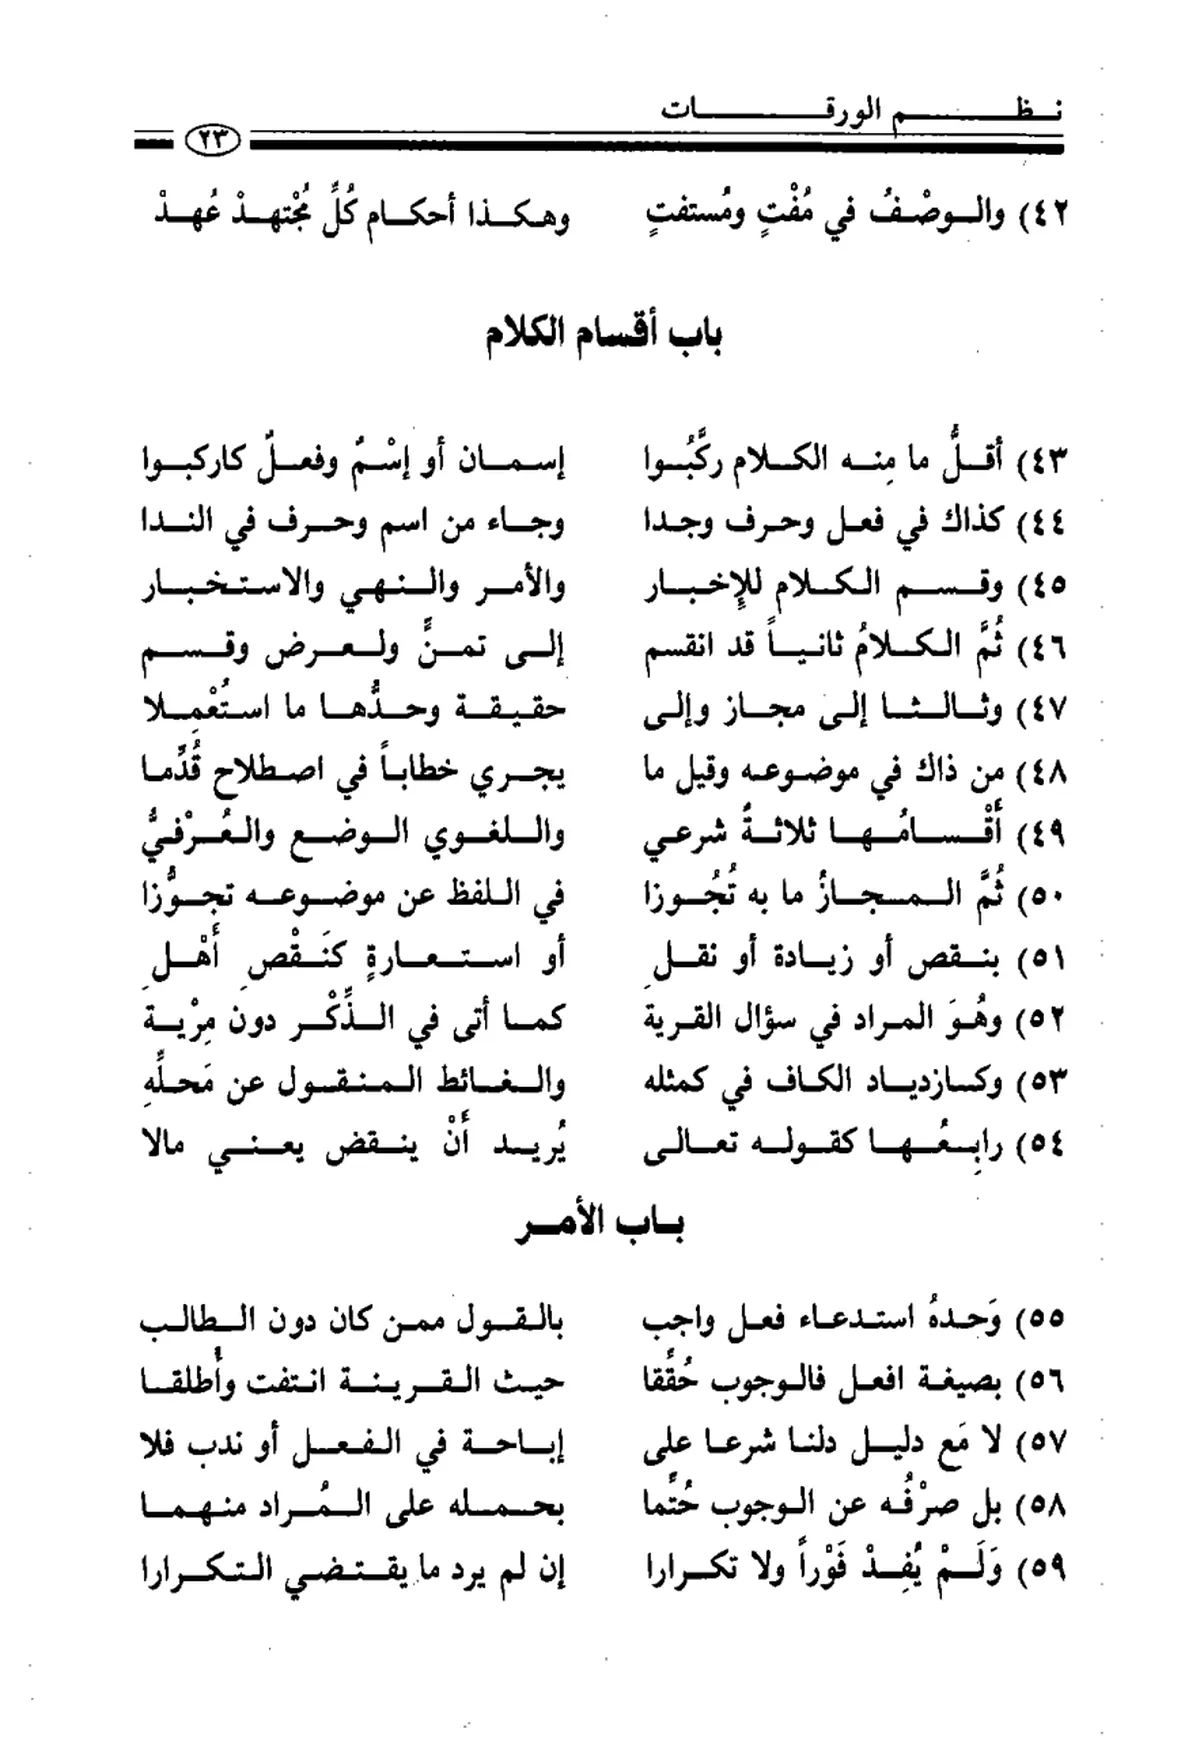 نظم الورقات
٢٣
٤٢) والوصْفُ في مُفْتٍ ومُستفتٍ وهكذا أحكام كُلِّ مُجْتهدْ عُهدْ
باب أقسام الكلام
٤٣) أقلُّ ما مِنه الكلام ركَّبُوا إسمان أو إسْمٌ وفعلٌ كاركبوا
٤٤) كذاك في فعل وحرف وجدا وجاء من اسم وحرف في الندا
٤٥) وقسم الكلام للإخبار والأمر والنهي والاستخبار
٤٦) ثُمَّ الكلامُ ثانياً قد انقسم إلى تمنٍّ ولعرض وقسم
٤٧) وثالثا إلى مجاز وإلى حقيقة وحدُّها ما استُعْمِلا
٤٨) من ذاك في موضوعه وقيل ما يجري خطاباً في اصطلاح قُدِّما
٤٩) أقْسامُها ثلاثةٌ شرعي واللغوي الوضع والعُرْفيُّ
٥٠) ثُمَّ المجازُ ما به تُجُوزا في اللفظ عن موضوعه تجوُّزا
٥١) بنقص أو زيادة أو نقلِ أو استعارةٍ كَنَقْصِ أهْلِ
٥٢) وهُوَ المراد في سؤال القرية كما أتى في الذِّكْر دون مِرْية
٥٣) وكازدياد الكاف في كمثله والغائط المنقول عن مَحلِّهِ
٥٤) رابِعُها كقوله تعالى يُريد أنْ ينقض يعني مالا
باب الأمر
٥٥) وَحدهُ استدعاء فعل واجب بالقول ممن كان دون الطالب
٥٦) بصيغة افعل فالوجوب حُقِّقا حيث القرينة انتفت وأُطلقا
٥٧) لا مَع دليل دلنا شرعا على إباحة في الفعل أو ندب فلا
٥٨) بل صرْفُه عن الوجوب حُتِّما بحمله على المُراد منهما
٥٩) وَلَمْ يُفِدْ فَوْراً ولا تكرارا إن لم يرد ما يقتضي التكرارا